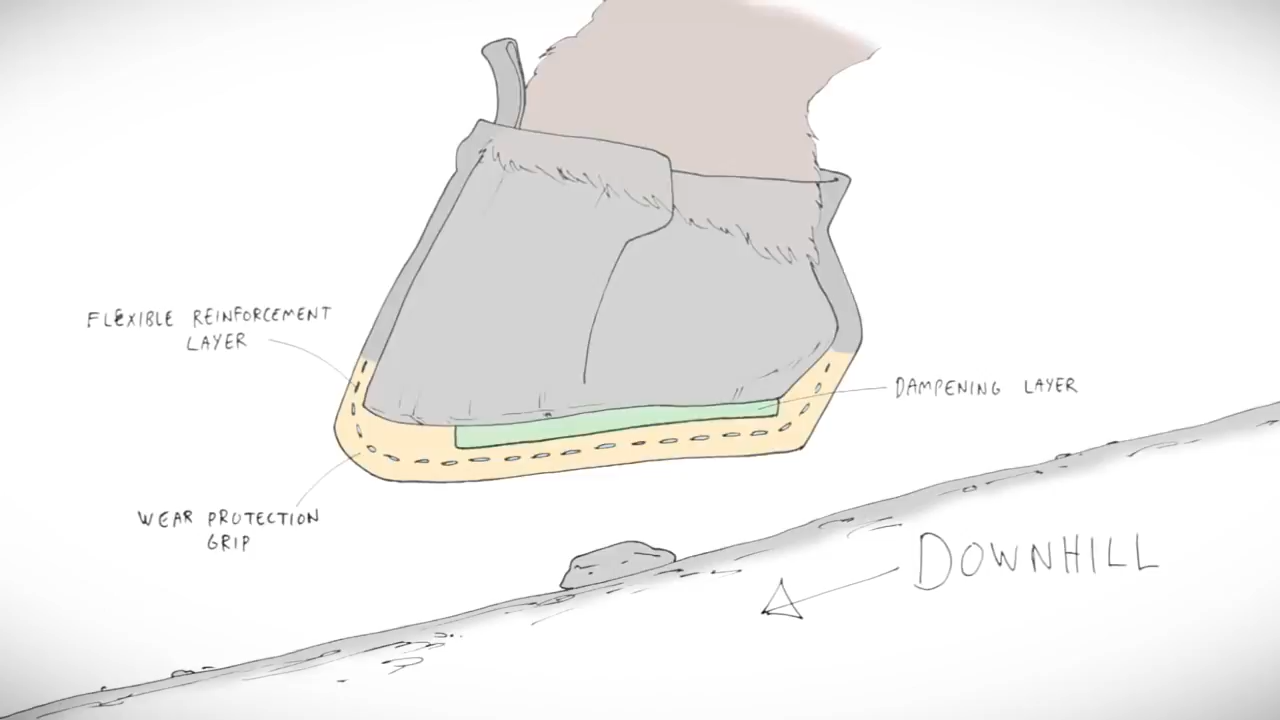 FLEXIBLE REINFORCEMENT
LAYER
DAMPENING LAYER
WEAR PROTECTION
GRIP
DOWNHILL